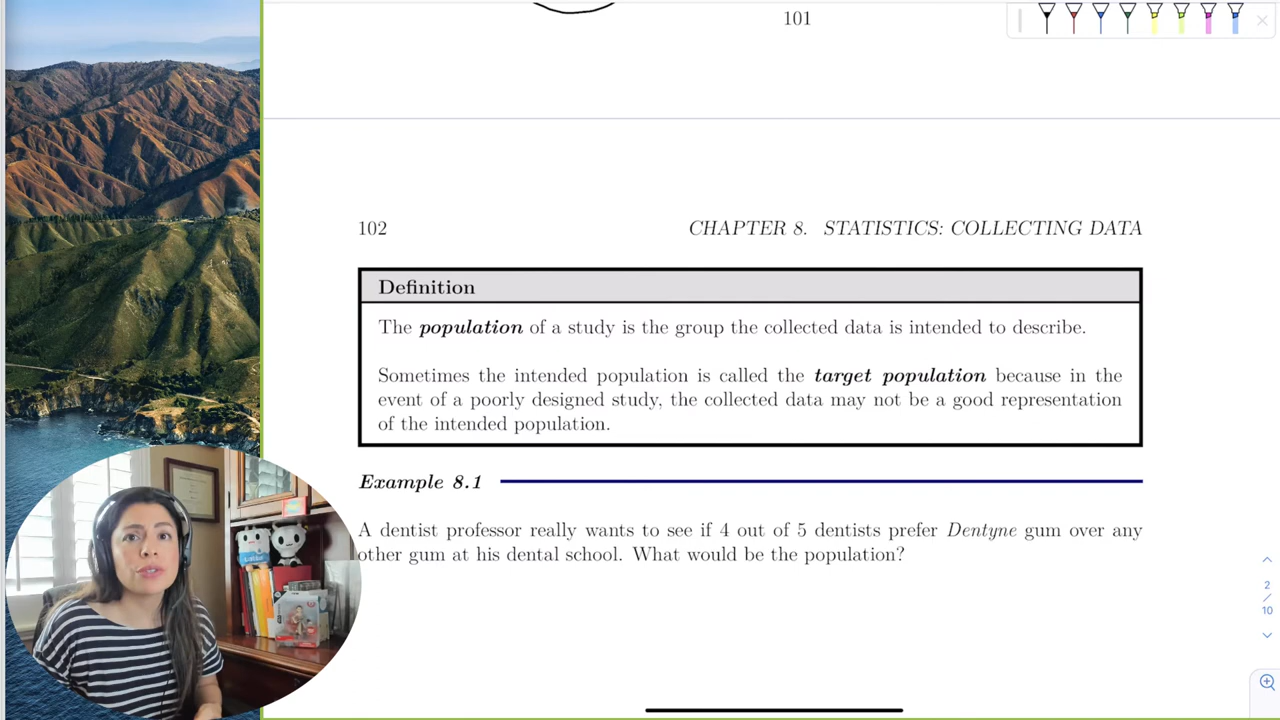 101
102 CHAPTER 8. STATISTICS: COLLECTING DATA
Definition
The population of a study is the group the collected data is intended to describe.
Sometimes the intended population is called the target population because in the
event of a poorly designed study, the collected data may not be a good representation
of the intended population.
Example 8.1
A dentist professor really wants to see if 4 out of 5 dentists prefer Dentyne gum over any
other gum at his dental school. What would be the population?
2
/
10